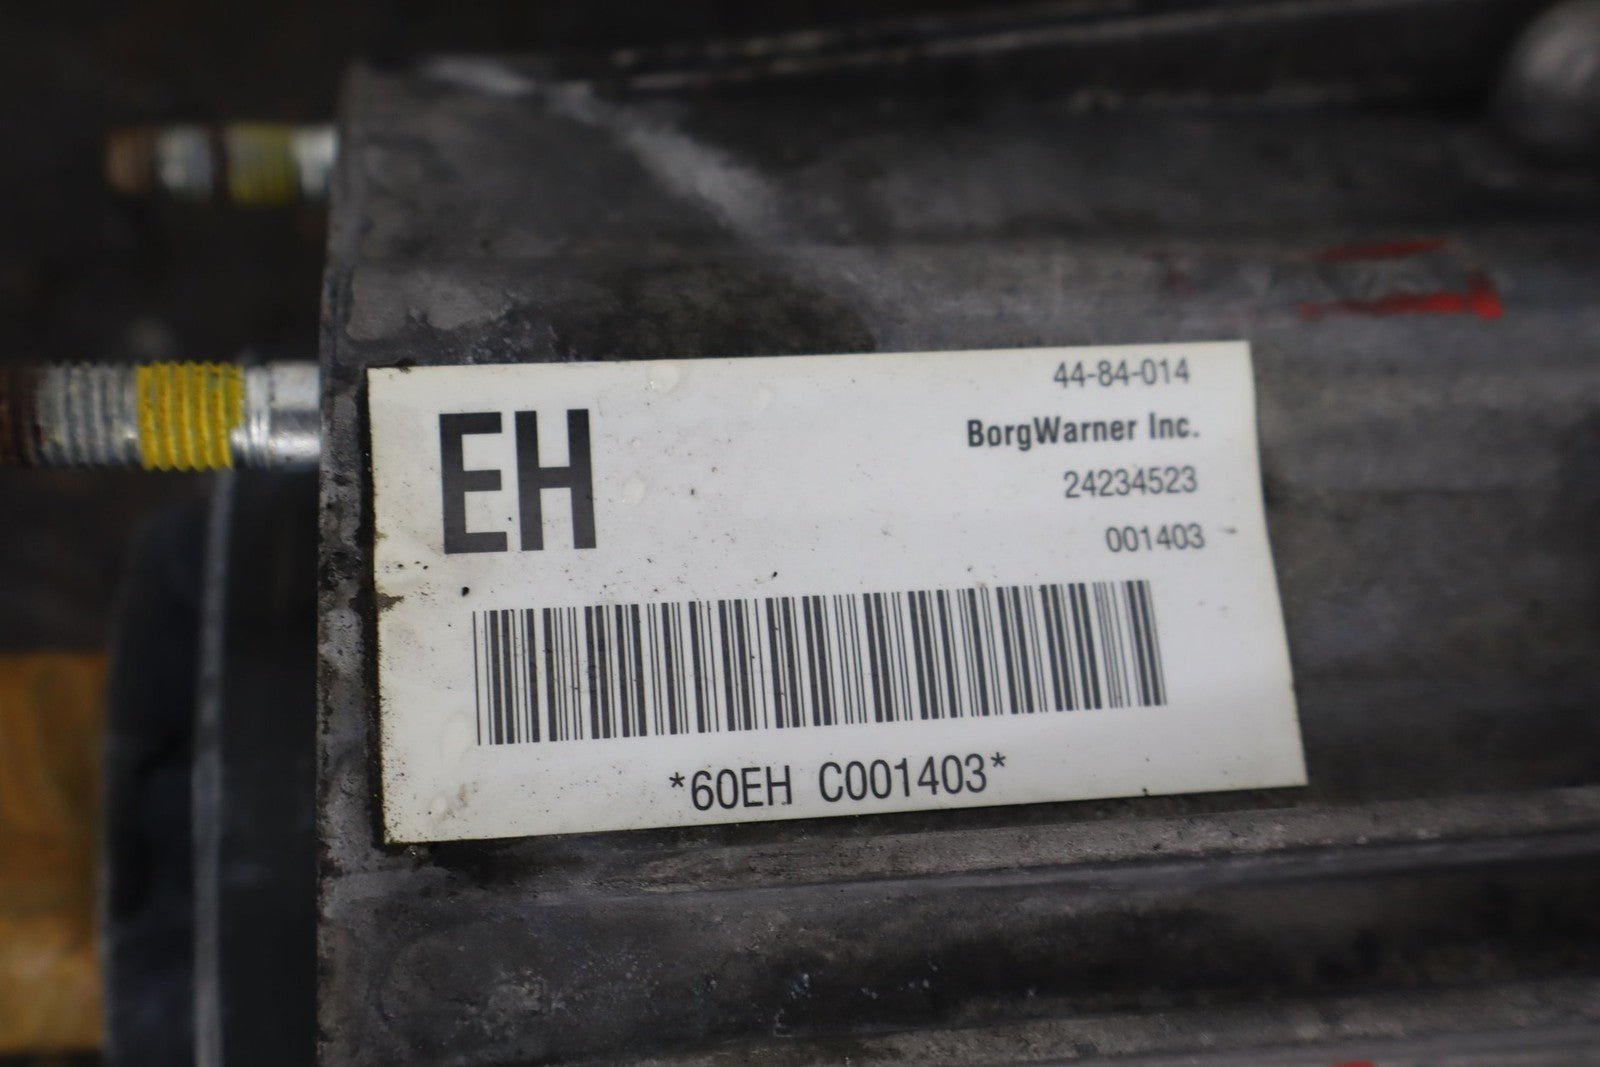 EH
44-84-014
BorgWarner Inc.
24234523
001403
*60EH C001403*